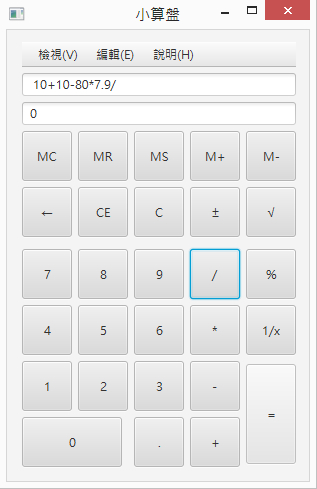 小算盤
檢視(V) 編輯(E) 說明(H)
10+10-80*7.9/
0
MC MR MS M+ M-
← CE C ± √
7 8 9 / %
4 5 6 * 1/x
1 2 3 - =
0 . +